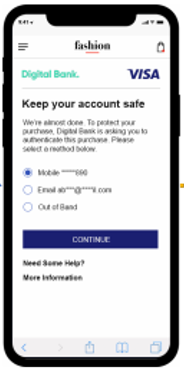 9:41
fashion
Digital Bank. VISA
Keep your account safe
We're almost done. To protect your
purchase, Digital Bank is asking you to
authenticate this purchase. Please
select a method below.
Mobile ******890
Email ab***@****il.com
Out of Band
CONTINUE
Need Some Help?
More Information